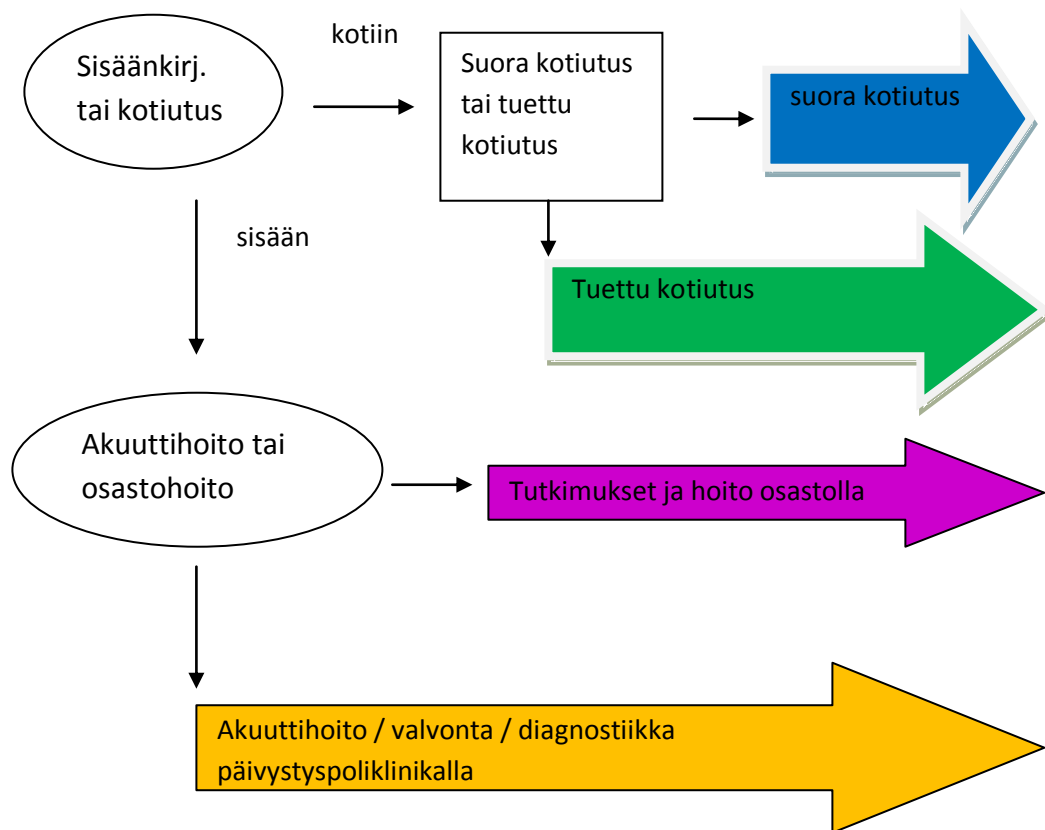 Sisäänkirj.
tai kotiutus
kotiin
Suora kotiutus
tai tuettu
kotiutus
suora kotiutus
sisään
Tuettu kotiutus
Akuuttihoito tai
osastohoito
Tutkimukset ja hoito osastolla
Akuuttihoito / valvonta / diagnostiikka
päivystyspoliklinikalla